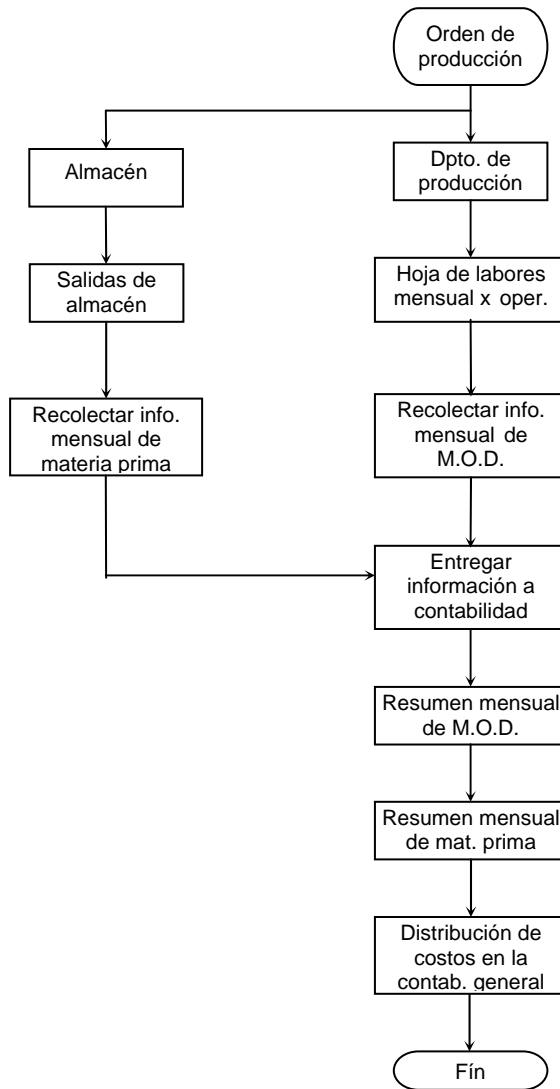 Orden de
producción
Almacén
Dpto. de
producción
Salidas de
almacén
Hoja de labores
mensual x oper.
Recolectar info.
mensual de
materia prima
Recolectar info.
mensual de
M.O.D.
Entregar
información a
contabilidad
Resumen mensual
de M.O.D.
Resumen mensual
de mat. prima
Distribución de
costos en la
contab. general
Fín